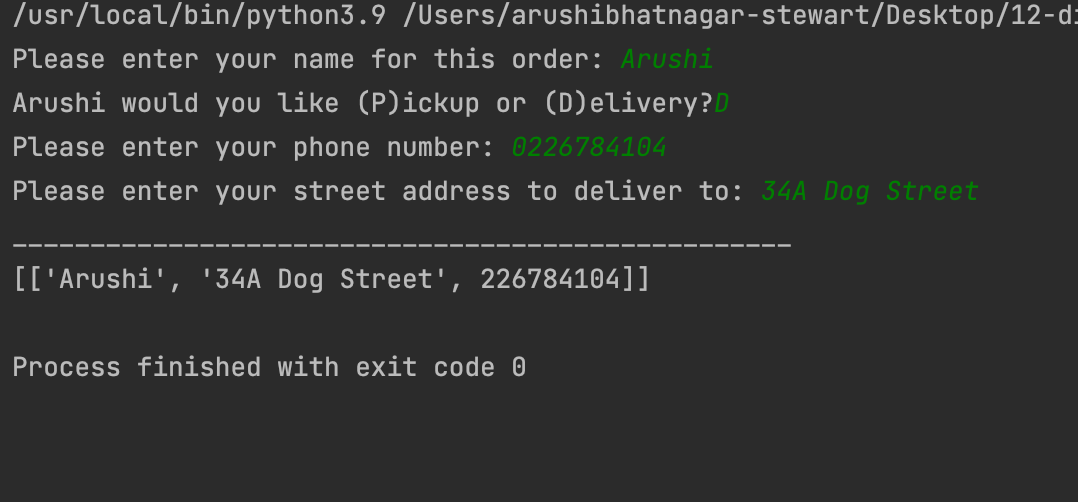 /usr/local/bin/python3.9 /Users/arushibhatnagar-stewart/Desktop/12-di
Please enter your name for this order: Arushi
Arushi would you like (P)ickup or (D)elivery?D
Please enter your phone number: 0226784104
Please enter your street address to deliver to: 34A Dog Street
__________________________________________________
[['Arushi', '34A Dog Street', 226784104]]
Process finished with exit code 0